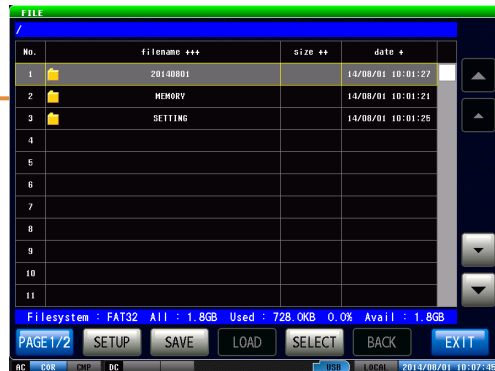 FILE
/
No. filename +++ size ++ date +
1 20140801 14/08/01 10:01:27
2 MEMORY 14/08/01 10:01:21
3 SETTING 14/08/01 10:01:25
4
5
6
7
8
9
10
11
Filesystem : FAT32 All : 1.8GB Used : 728.0KB 0.0% Avail : 1.8GB
PAGE1/2 SETUP SAVE LOAD SELECT BACK EXIT
AC COR CMP DC USB LOCAL 2014/08/01 10:07:45